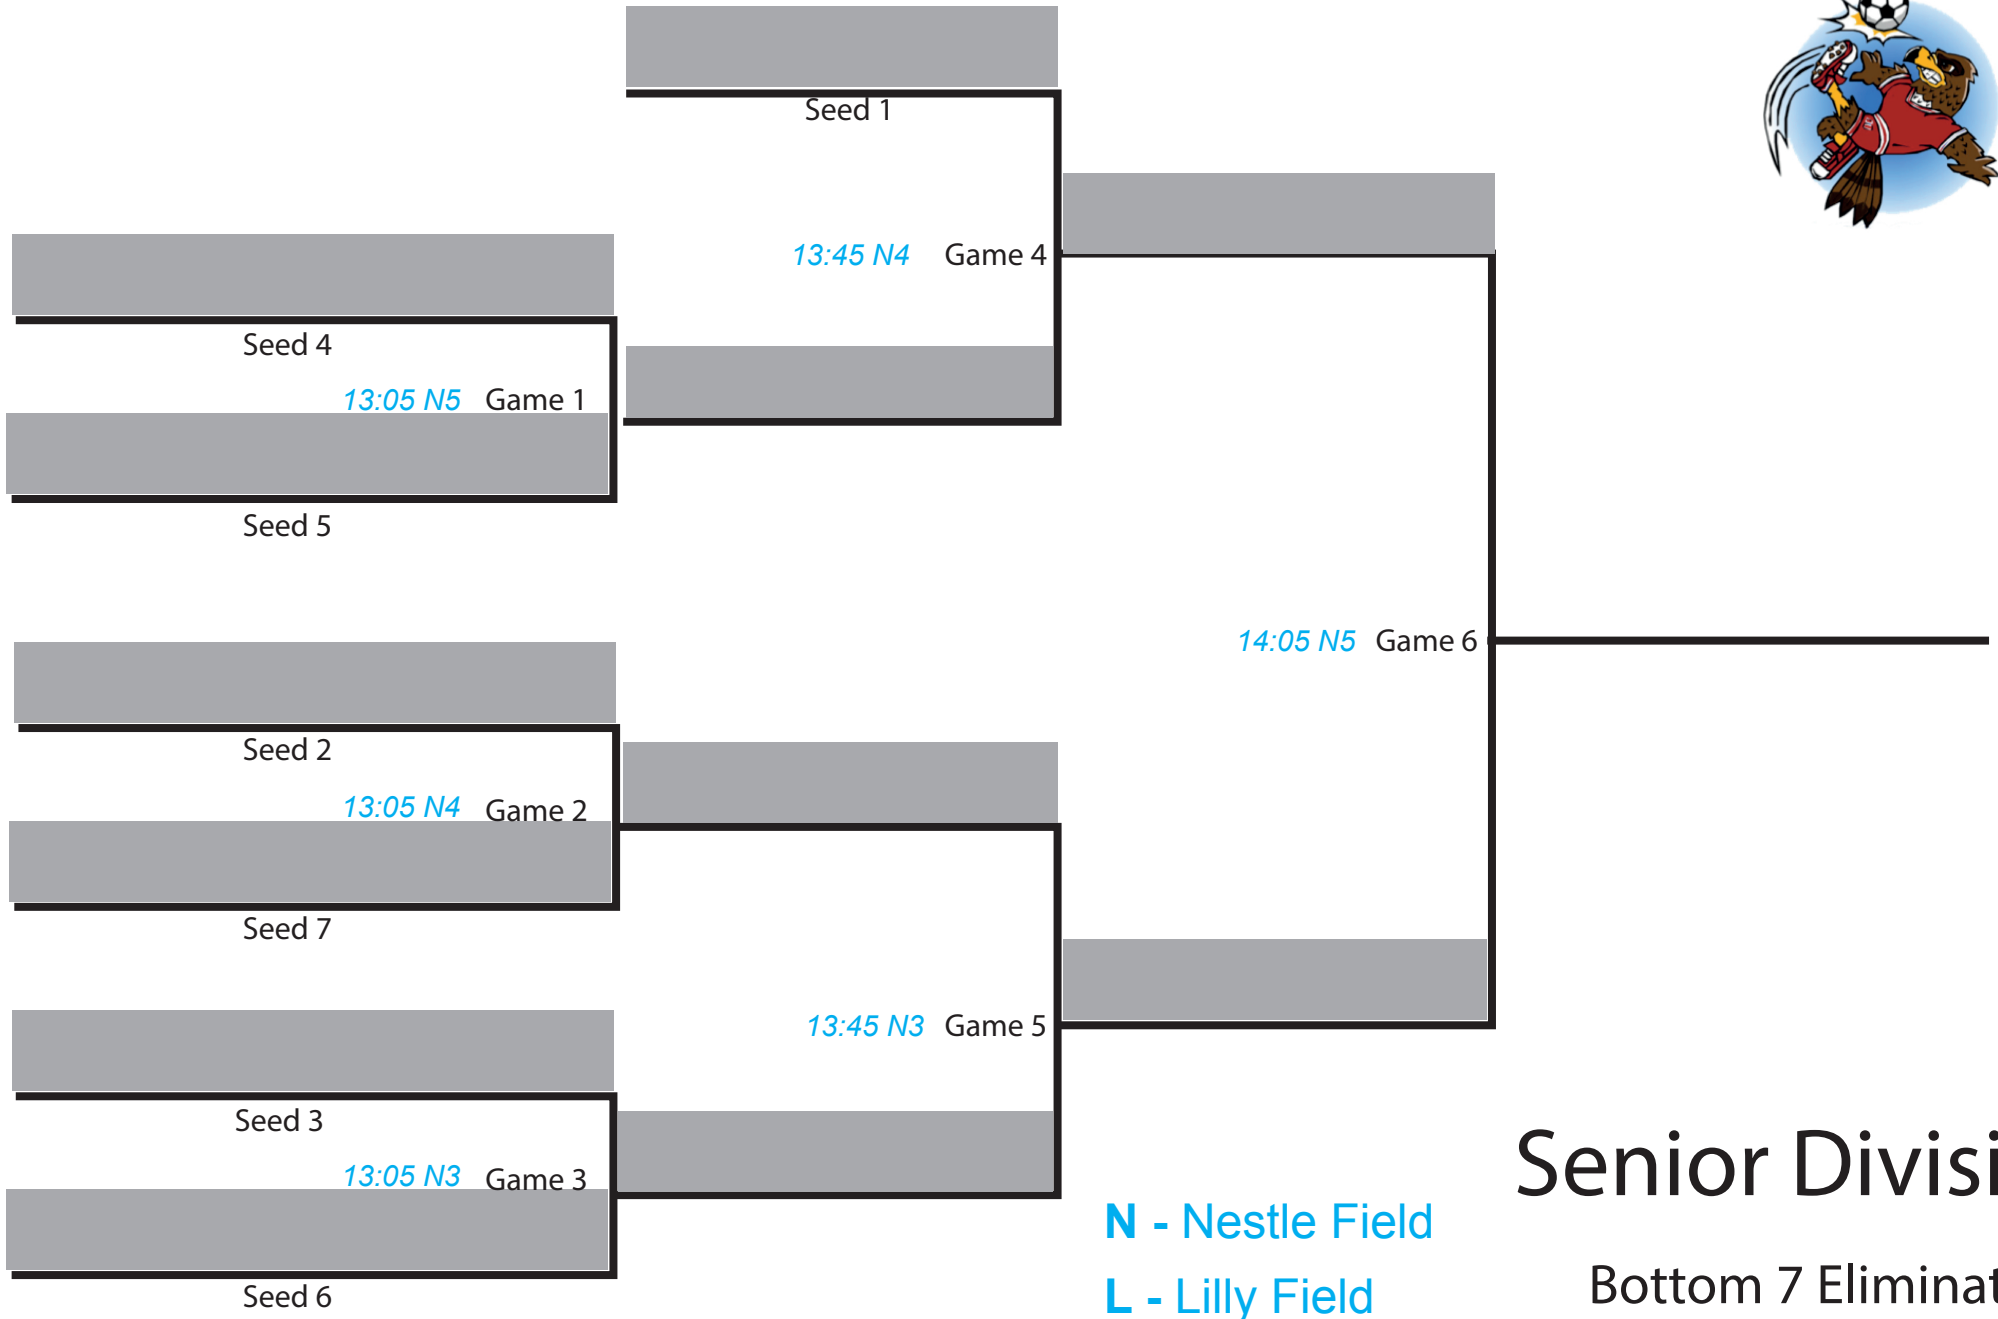 Seed 1
13:45 N4 Game 4
Seed 4
13:05 N5 Game 1
Seed 5
14:05 N5 Game 6
Seed 2
13:05 N4 Game 2
Seed 7
13:45 N3 Game 5
Seed 3
13:05 N3 Game 3
Seed 6
N - Nestle Field
L - Lilly Field
Senior Divisi
Bottom 7 Eliminat